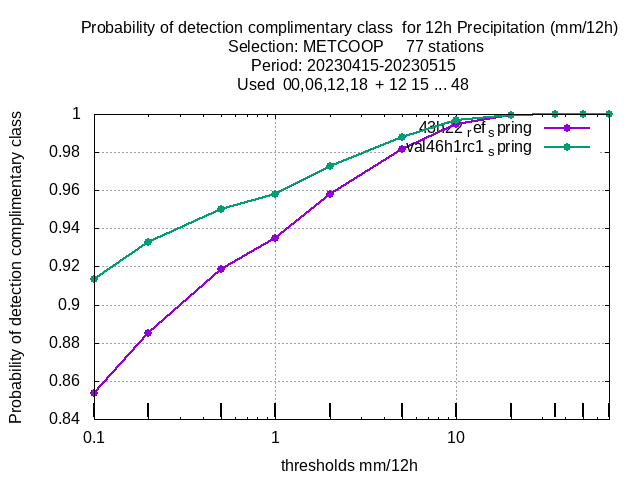 Probability of detection complimentary class  for 12h Precipitation (mm/12h)
Selection: METCOOP     77 stations
Period: 20230415-20230515
Used  00,06,12,18  + 12 15 ... 48
Probability of detection complimentary class
1
0.98
0.96
0.94
0.92
0.9
0.88
0.86
0.84
43h22_ref_spring
val46h1rc1_spring
0.1
1
10
thresholds mm/12h